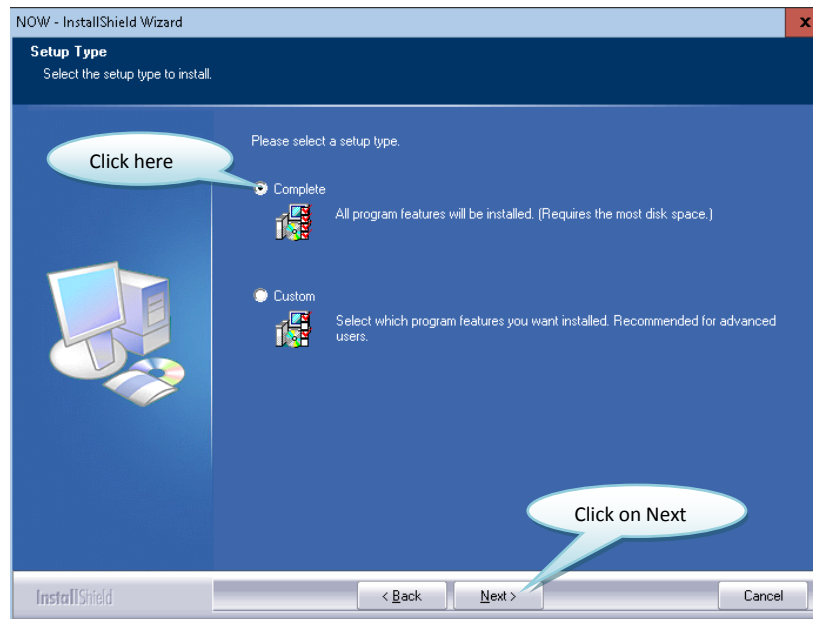 NOW - InstallShield Wizard
x
Setup Type
Select the setup type to install.
Please select a setup type.
Click here
Complete
All program features will be installed. (Requires the most disk space.)
Custom
Select which program features you want installed. Recommended for advanced
users.
Click on Next
InstallShield
< Back
Next >
Cancel